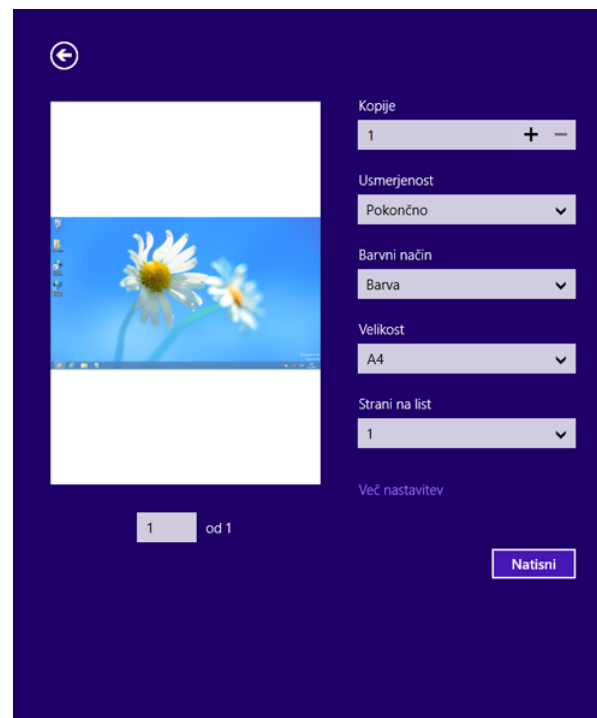 Kopije
1
Usmerjenost
Pokončno
Barvni način
Barva
Velikost
A4
Strani na list
1
Več nastavitev
1 od 1
Natisni